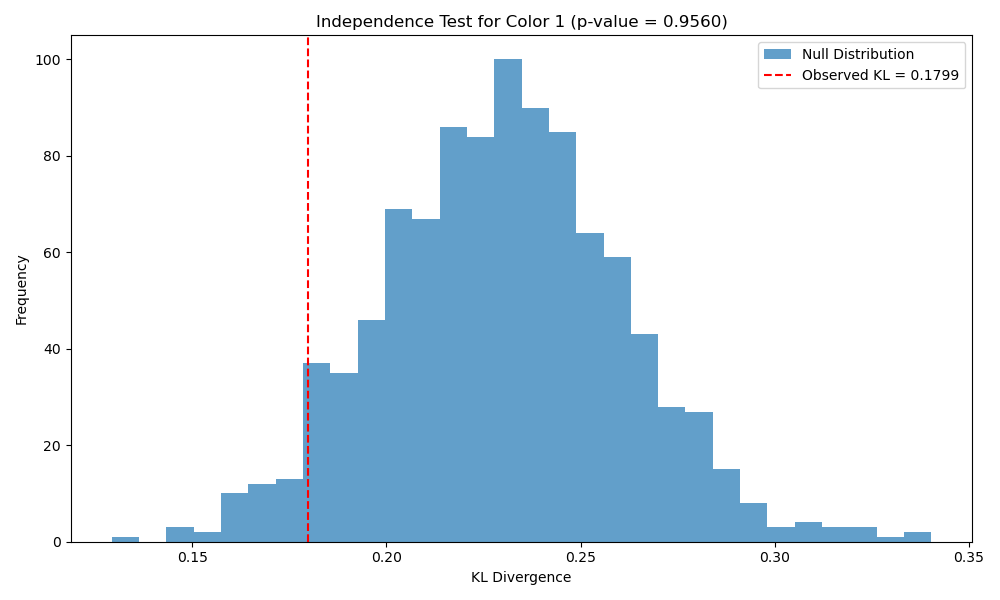 Independence Test for Color 1 (p-value = 0.9560)
Null Distribution
Observed KL = 0.1799
100
80
60
40
20
0
Frequency
0.15 0.20 0.25 0.30 0.35
KL Divergence